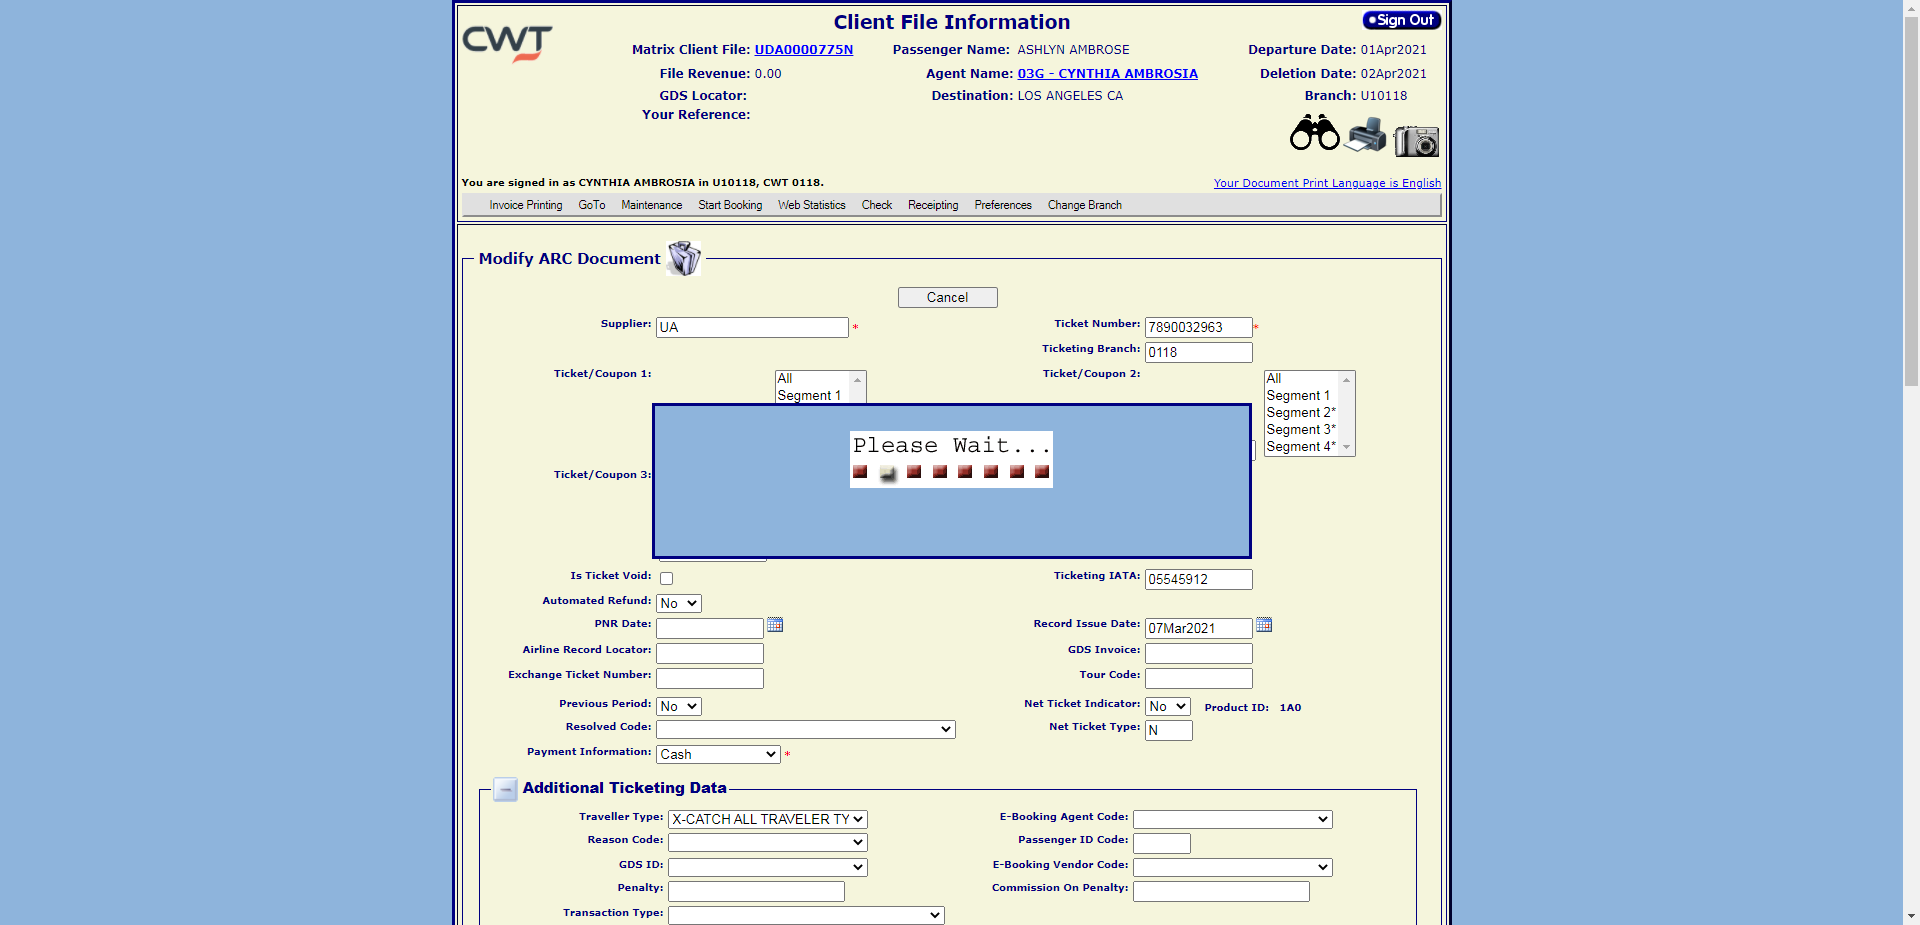 CWT
Client File Information
Sign Out
Matrix Client File: UDA0000775N
Passenger Name: ASHLYN AMBROSE
Departure Date: 01Apr2021
File Revenue: 0.00
Agent Name: 03G - CYNTHIA AMBROSIA
Deletion Date: 02Apr2021
GDS Locator:
Destination: LOS ANGELES CA
Branch: U10118
Your Reference:
You are signed in as CYNTHIA AMBROSIA in U10118, CWT 0118.
Your Document Print Language is English
Invoice Printing GoTo Maintenance Start Booking Web Statistics Check Receipting Preferences Change Branch
Modify ARC Document
Cancel
Supplier: UA *
Ticket Number: 7890032963 *
Ticketing Branch: 0118
Ticket/Coupon 1:
All
Segment 1
Ticket/Coupon 2:
All
Segment 1
Segment 2*
Segment 3*
Segment 4*
Please Wait...
Ticket/Coupon 3:
Is Ticket Void:
Ticketing IATA: 05545912
Automated Refund: No
PNR Date:
Record Issue Date: 07Mar2021
Airline Record Locator:
GDS Invoice:
Exchange Ticket Number:
Tour Code:
Previous Period: No
Net Ticket Indicator: No Product ID: 1A0
Resolved Code:
Net Ticket Type: N
Payment Information: Cash *
Additional Ticketing Data
Traveller Type: X-CATCH ALL TRAVELER TY
E-Booking Agent Code:
Reason Code:
Passenger ID Code:
GDS ID:
E-Booking Vendor Code:
Penalty:
Commission On Penalty:
Transaction Type: